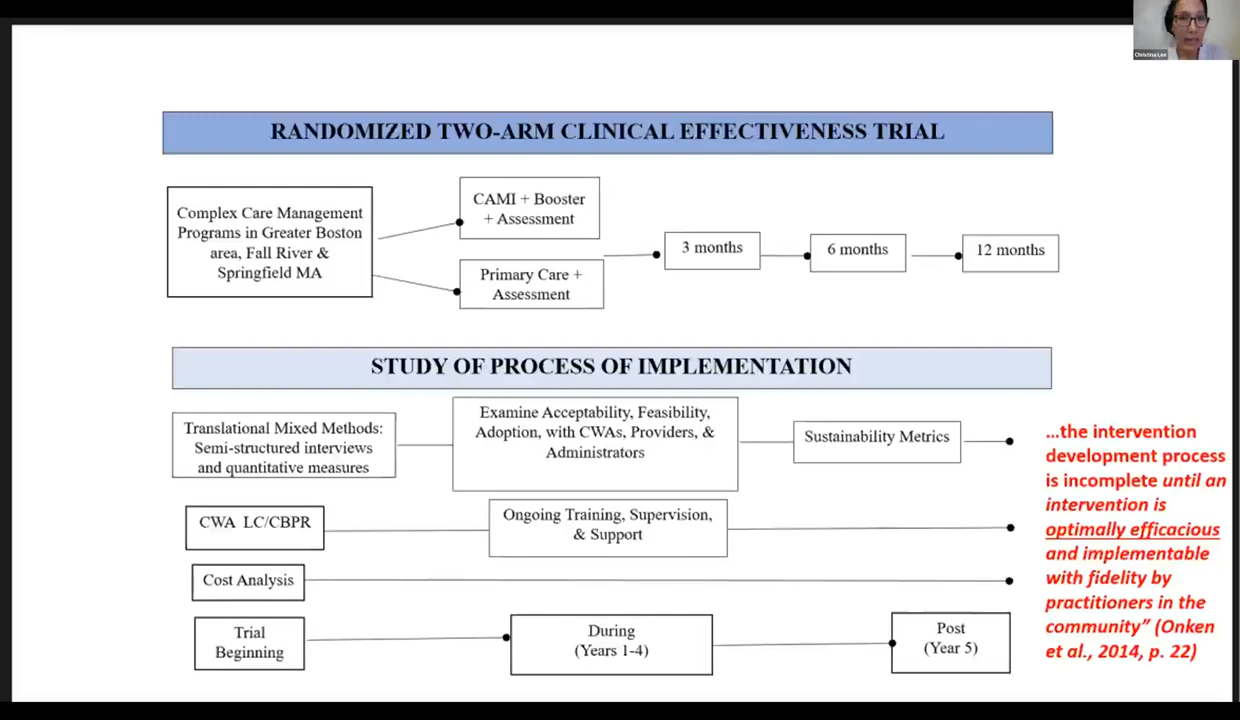 Christina Lee
RANDOMIZED TWO-ARM CLINICAL EFFECTIVENESS TRIAL
Complex Care Management
Programs in Greater Boston
area, Fall River &
Springfield MA
CAMI + Booster
+ Assessment
Primary Care +
Assessment
3 months
6 months
12 months
STUDY OF PROCESS OF IMPLEMENTATION
Translational Mixed Methods:
Semi-structured interviews
and quantitative measures
Examine Acceptability, Feasibility,
Adoption, with CWAs, Providers, &
Administrators
Sustainability Metrics
CWA LC/CBPR
Ongoing Training, Supervision,
& Support
Cost Analysis
Trial
Beginning
During
(Years 1-4)
Post
(Year 5)
…the intervention
development process
is incomplete until an
intervention is
optimally efficacious
and implementable
with fidelity by
practitioners in the
community” (Onken
et al., 2014, p. 22)